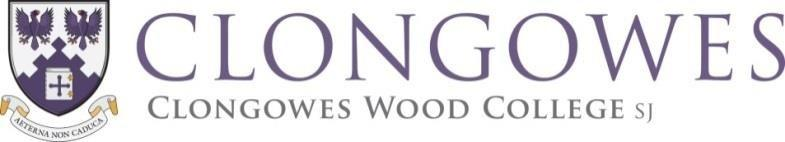 CLONGOWES
CLONGOWES WOOD COLLEGE SJ
AETERNA NON CADUCA